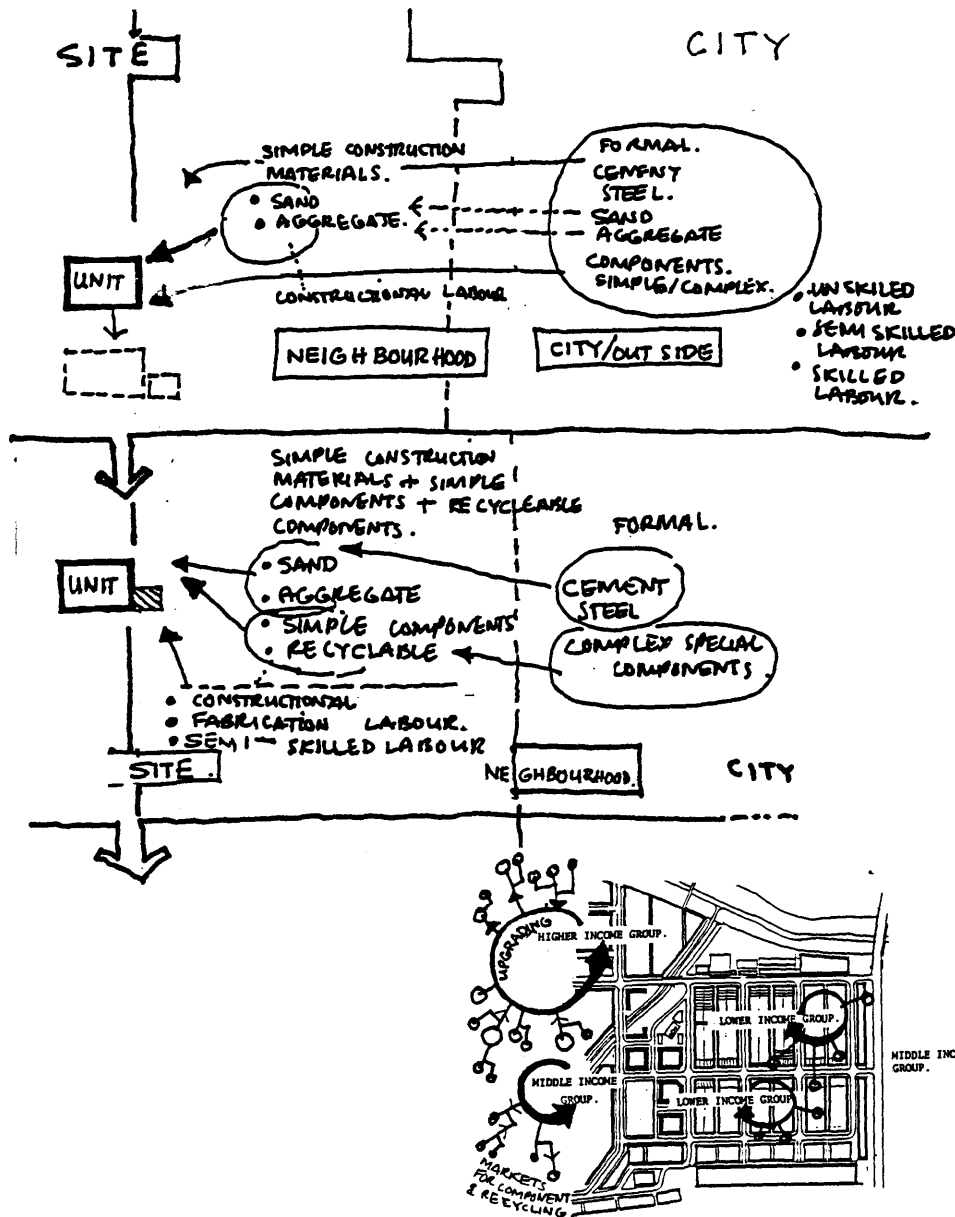 SITE
CITY
SIMPLE CONSTRUCTION
MATERIALS.
• SAND
• AGGREGATE.
FORMAL.
CEMENT
STEEL.
SAND
AGGREGATE
COMPONENTS.
SIMPLE/COMPLEX.
UNIT
CONSTRUCTIONAL LABOUR
• UNSKILED
LABOUR
• SEMI SKILLED
LABOUR
• SKILLED
LABOUR.
NEIGHBOURHOOD
CITY/OUT SIDE
SIMPLE CONSTRUCTION
MATERIALS + SIMPLE
COMPONENTS + RECYCLEABLE
COMPONENTS.
FORMAL.
UNIT
• SAND
• AGGREGATE
• SIMPLE COMPONENTS
• RECYCLABLE
CEMENT
STEEL
COMPLEX SPECIAL
COMPONENTS
• CONSTRUCTIONAL
• FABRICATION LABOUR.
• SEMI- SKILLED LABOUR
SITE.
NEIGHBOURHOOD.
CITY
UPGRADING
HIGHER INCOME GROUP.
LOWER INCOME GROUP.
MIDDLE INC
GROUP.
MIDDLE INCOME
GROUP.
LOWER INCOME GROUP
MARKETS
FOR COMPONENT
& RECYCLING